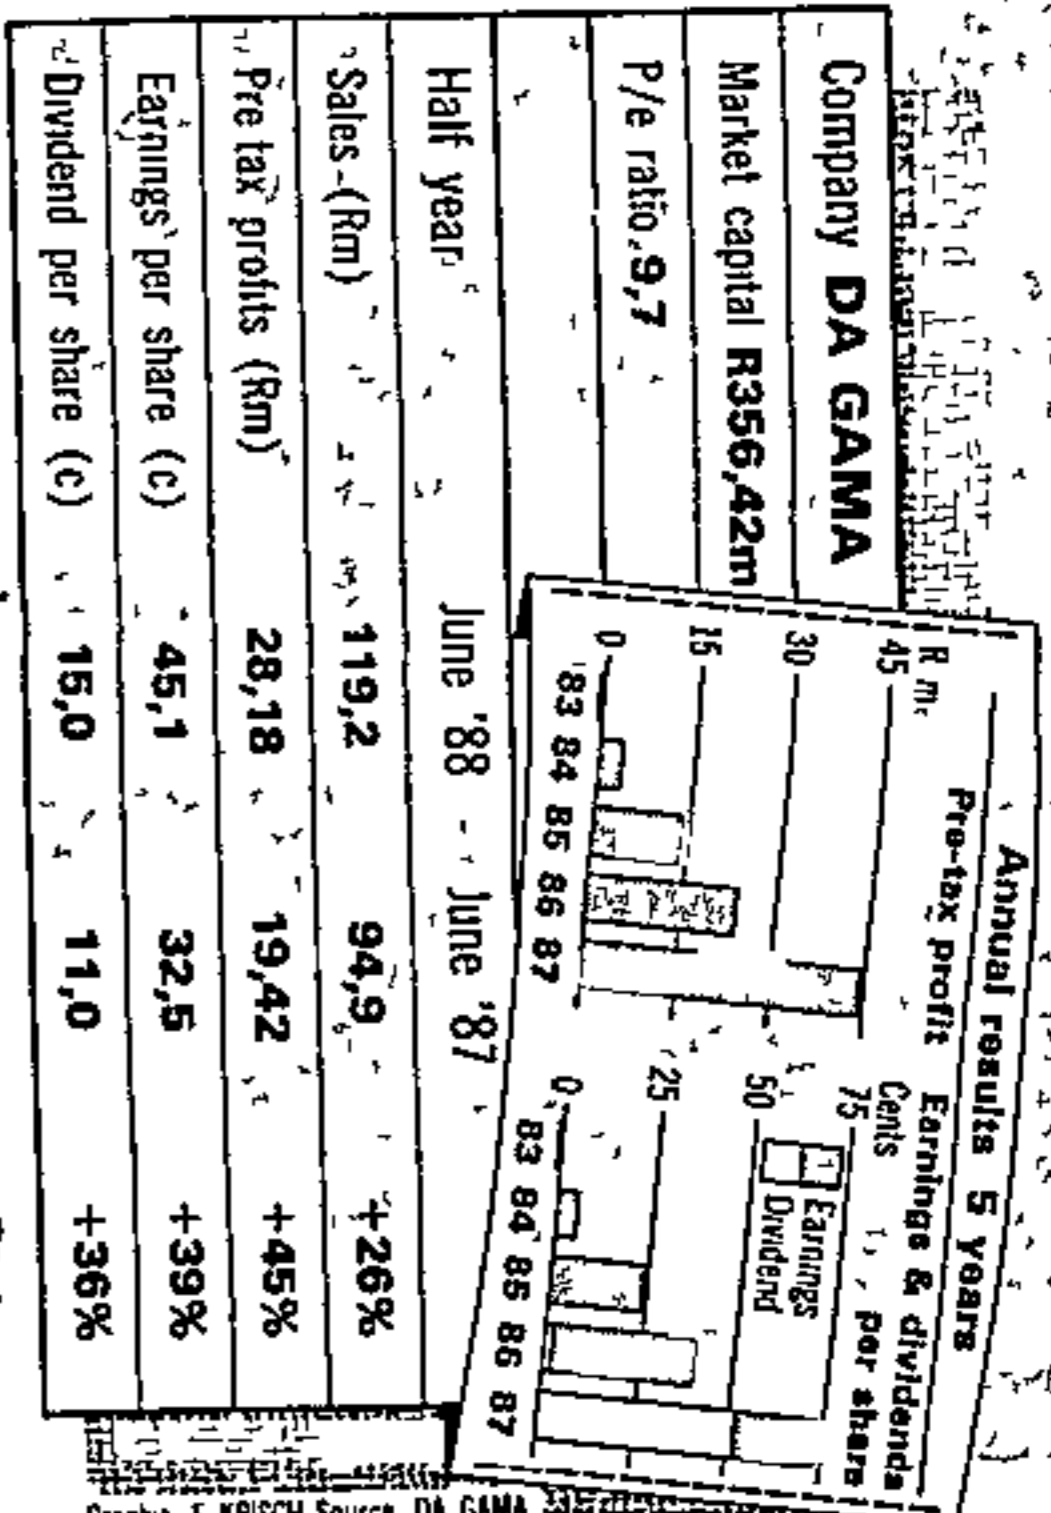 Company DA GAMA
Market capital R356,42m
P/e ratio 9,7
Half year June '88 - June '87
Sales (Rm) 119,2 94,9 +26%
Pre tax profits (Rm) 28,18 19,42 +45%
Earnings per share (c) 45,1 32,5 +39%
Dividend per share (c) 15,0 11,0 +36%
Annual results 5 years
Pre-tax profit
R m
45
30
15
0
'83 84 85 86 87
Earnings & dividends
per share
Cents
75
50
25
0
Earnings
Dividend
83 84 85 86 87
KRISCH Source DA GAMA